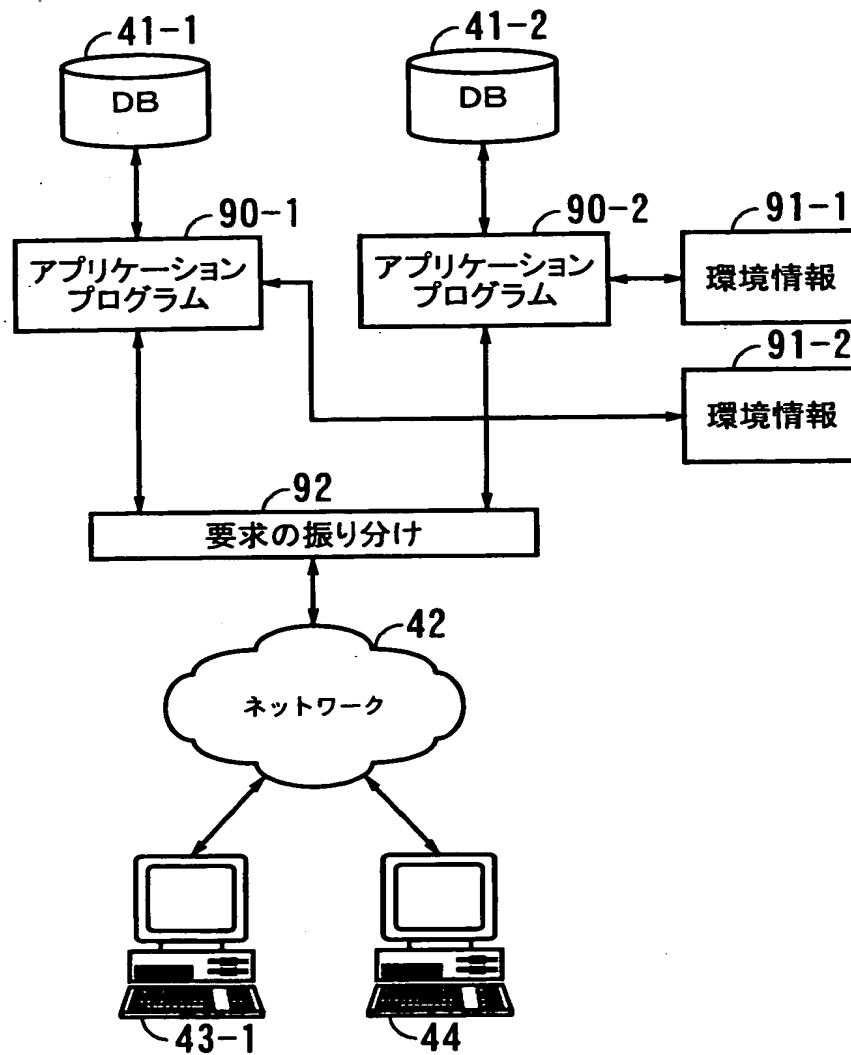 41-1
41-2
DB
DB
90-1
90-2
91-1
アプリケーション
プログラム
アプリケーション
プログラム
環境情報
91-2
環境情報
92
要求の振り分け
42
ネットワーク
43-1
44